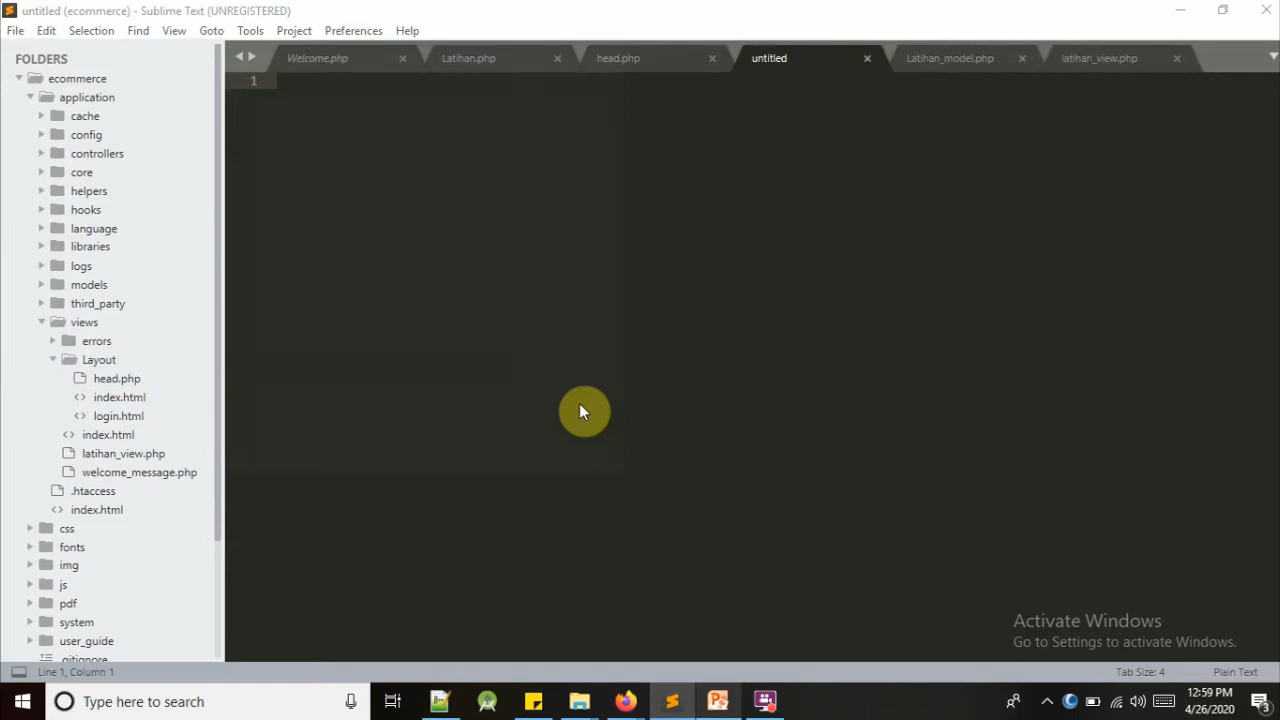 untitled (ecommerce) - Sublime Text (UNREGISTERED)
File Edit Selection Find View Goto Tools Project Preferences Help
FOLDERS
ecommerce
application
cache
config
controllers
core
helpers
hooks
language
libraries
logs
models
third_party
views
errors
Layout
head.php
index.html
login.html
index.html
latihan_view.php
welcome_message.php
.htaccess
index.html
css
fonts
img
js
pdf
system
user_guide
.gitignore
Welcome.php Latihan.php head.php untitled Latihan_model.php latihan_view.php
1
Activate Windows
Go to Settings to activate Windows.
Line 1, Column 1 Tab Size: 4 Plain Text
Type here to search
12:59 PM
4/26/2020
3